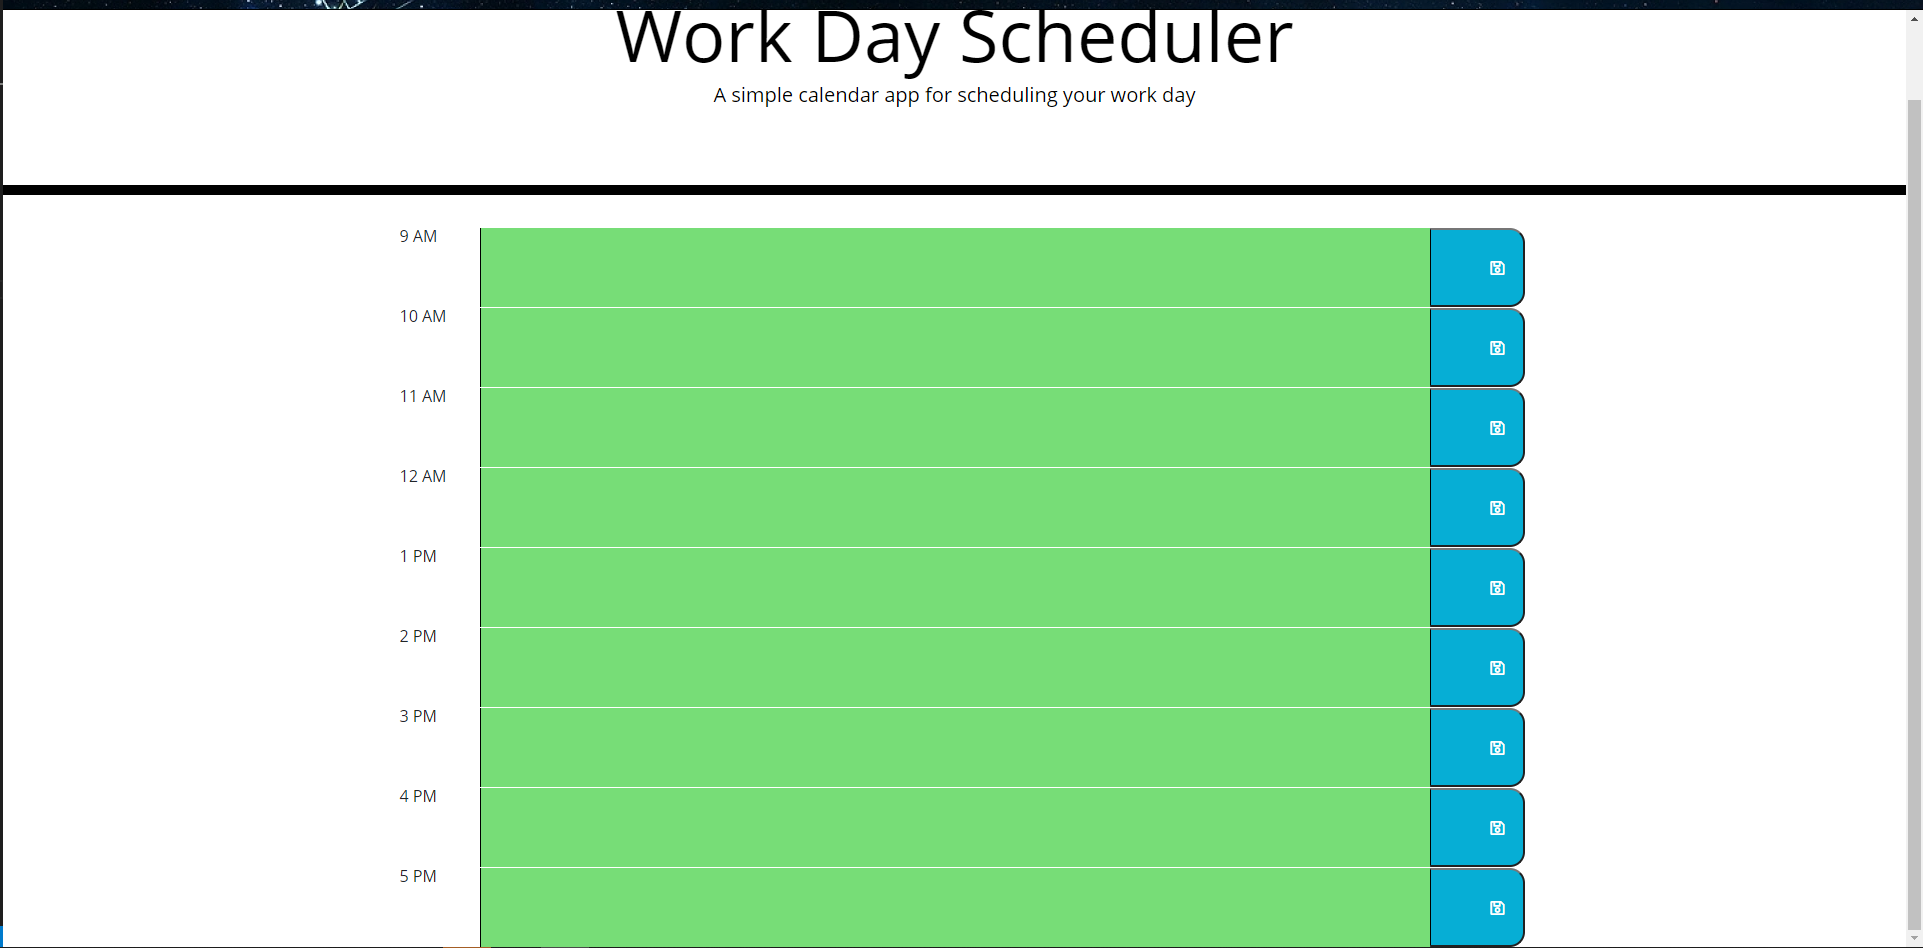 Work Day Scheduler
A simple calendar app for scheduling your work day
9 AM
10 AM
11 AM
12 AM
1 PM
2 PM
3 PM
4 PM
5 PM